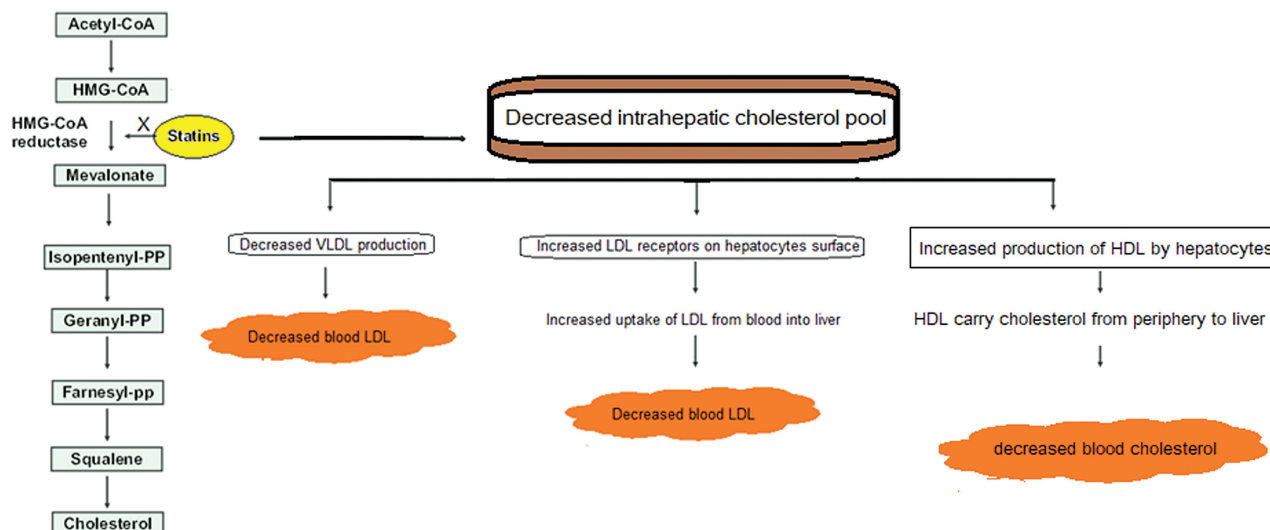 Acetyl-CoA
HMG-CoA
HMG-CoA
reductase
X
Statins
Mevalonate
Isopentenyl-PP
Geranyl-PP
Farnesyl-pp
Squalene
Cholesterol
Decreased intrahepatic cholesterol pool
Decreased VLDL production
Decreased blood LDL
Increased LDL receptors on hepatocytes surface
Increased uptake of LDL from blood into liver
Decreased blood LDL
Increased production of HDL by hepatocytes
HDL carry cholesterol from periphery to liver
decreased blood cholesterol